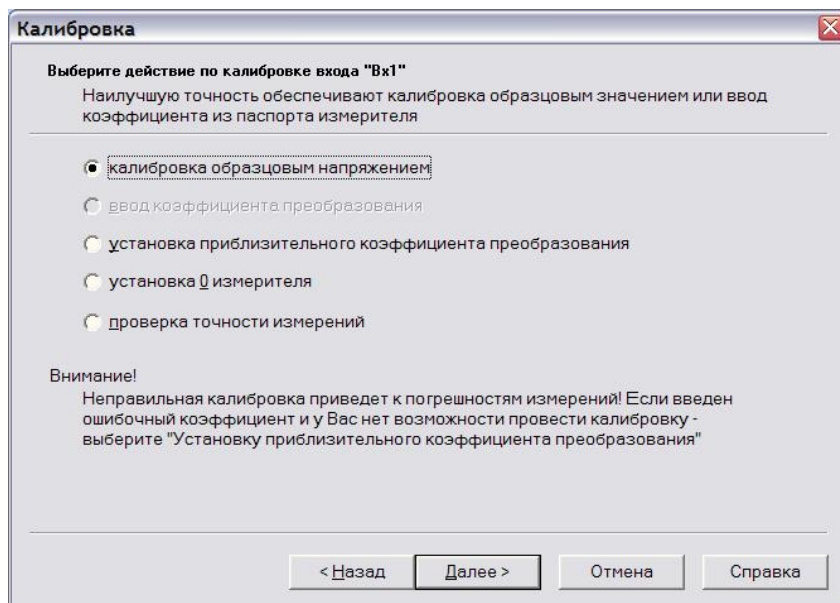 Калибровка
Выберите действие по калибровке входа "Вх1"
Наилучшую точность обеспечивают калибровка образцовым значением или ввод
коэффициента из паспорта измерителя
калибровка образцовым напряжением
ввод коэффициента преобразования
установка приблизительного коэффициента преобразования
установка 0 измерителя
проверка точности измерений
Внимание!
Неправильная калибровка приведет к погрешностям измерений! Если введен
ошибочный коэффициент и у Вас нет возможности провести калибровку -
выберите "Установку приблизительного коэффициента преобразования"
< Назад Далее > Отмена Справка